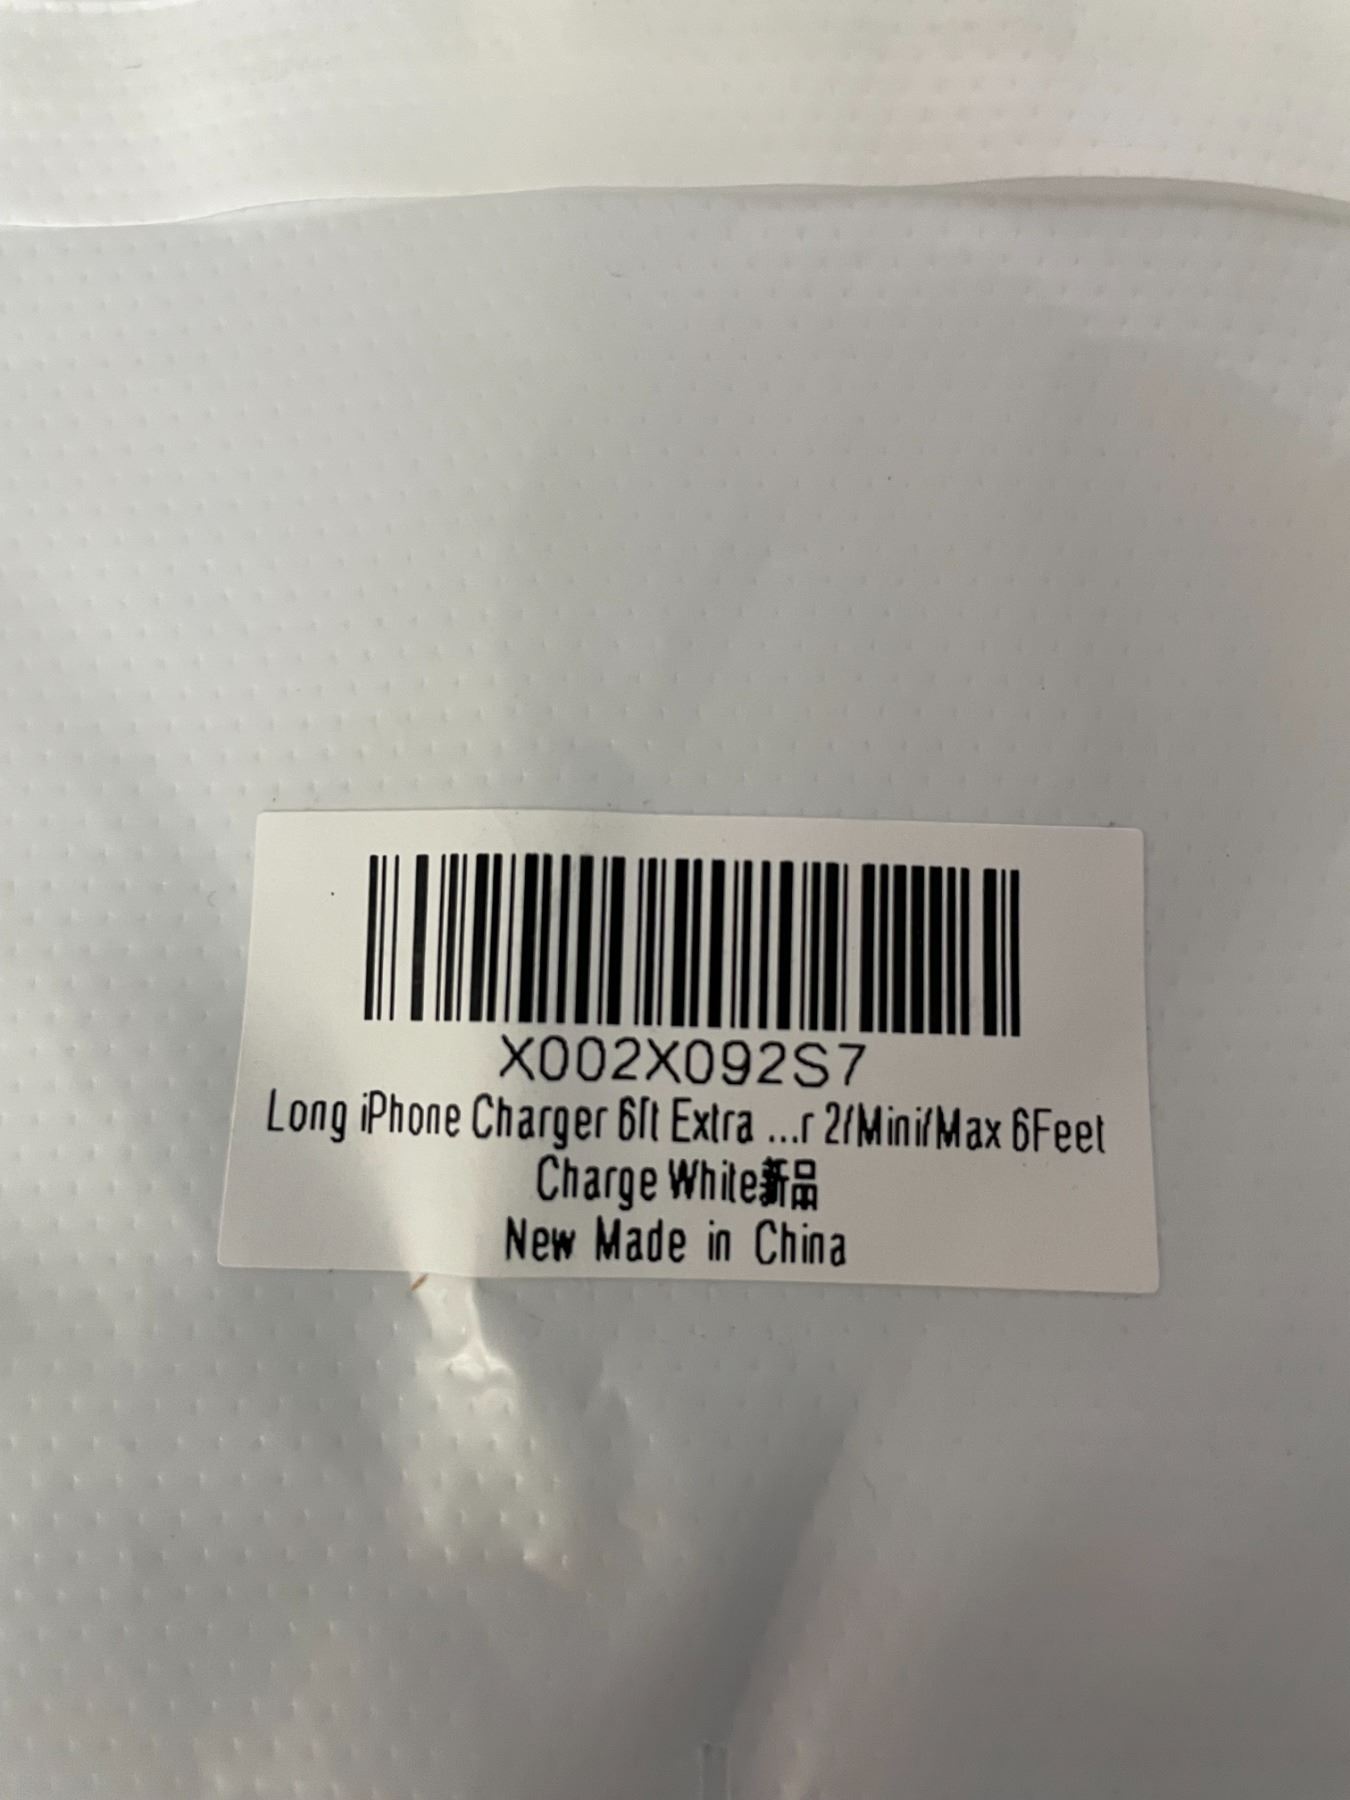 X002X092S7
Long iPhone Charger 6ft Extra ...r 2/Mini/Max 6Feet
Charge White新品
New Made in China